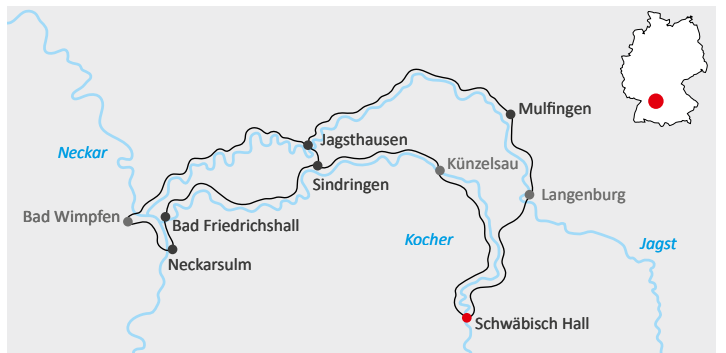 Mulfingen
Jagsthausen
Neckar
Künzelsau
Sindringen
Langenburg
Bad Wimpfen
Bad Friedrichshall
Kocher
Jagst
Neckarsulm
Schwäbisch Hall